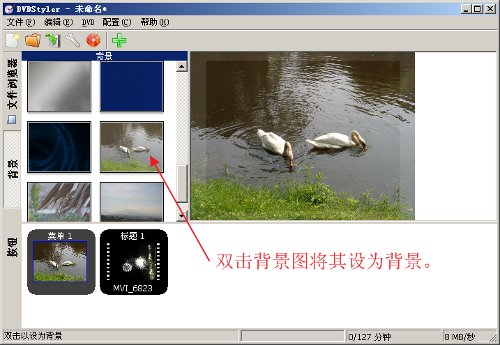 DVDStyler - 未命名*
文件(F) 编辑(E) DVD 配置(C) 帮助(H)
文件浏览器
背景
按钮
背景
菜单 1
标题 1
MVI_6823
双击背景图将其设为背景。
双击以设为背景
0/127 分钟
8 MB/秒